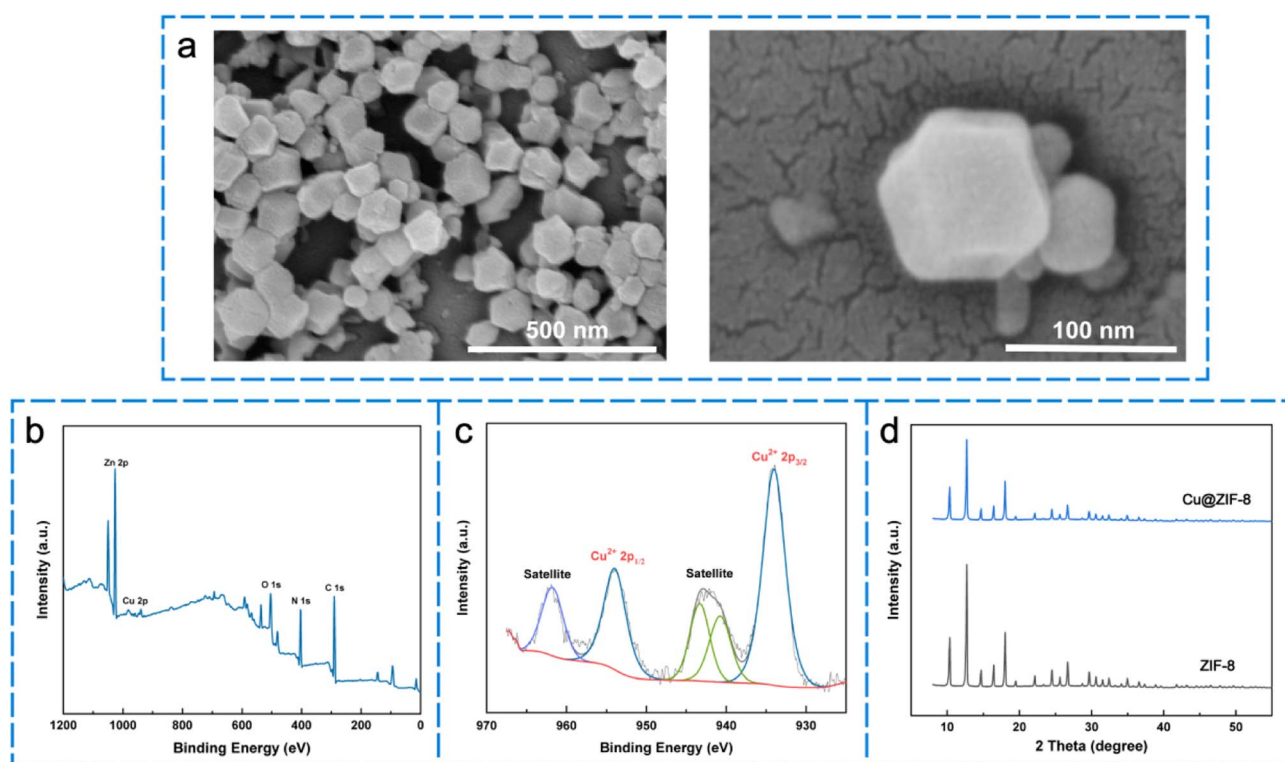 a
500 nm
100 nm
b
Zn 2p
Cu 2p
O 1s
N 1s
C 1s
Intensity (a.u.)
1200 1000 800 600 400 200 0
Binding Energy (eV)
c
Cu²⁺ 2p₃/₂
Cu²⁺ 2p₁/₂
Satellite
Satellite
Intensity (a.u.)
970 960 950 940 930
Binding Energy (eV)
d
Cu@ZIF-8
ZIF-8
Intensity (a.u.)
10 20 30 40 50
2 Theta (degree)